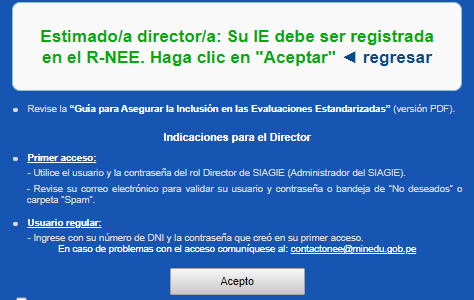 Estimado/a director/a: Su IE debe ser registrada
en el R-NEE. Haga clic en "Aceptar" ◄ regresar
Revise la “Guía para Asegurar la Inclusión en las Evaluaciones Estandarizadas” (versión PDF).
Indicaciones para el Director
Primer acceso:
- Utilice el usuario y la contraseña del rol Director de SIAGIE (Administrador del SIAGIE).
- Revise su correo electrónico para validar su usuario y contraseña o bandeja de “No deseados” o
carpeta “Spam”.
Usuario regular:
- Ingrese con su número de DNI y la contraseña que creó en su primer acceso.
En caso de problemas con el acceso comuníquese al: contactonee@minedu.gob.pe
Acepto